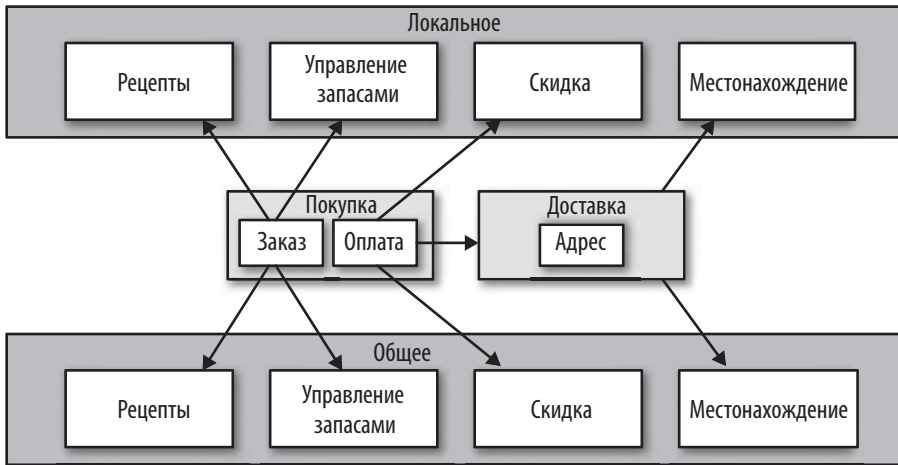 Локальное
Рецепты
Управление
запасами
Скидка
Местонахождение
Покупка
Заказ
Оплата
Доставка
Адрес
Общее
Рецепты
Управление
запасами
Скидка
Местонахождение